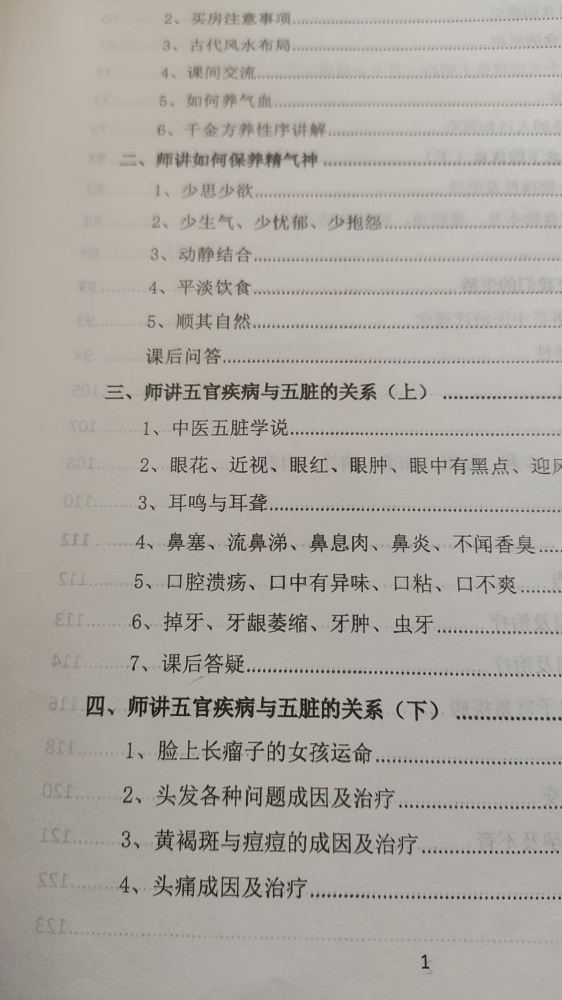 2、买房注意事项
3、古代风水布局
4、课间交流
5、如何养气血
6、千金方养性序讲解
二、师讲如何保养精气神
1、少思少欲
2、少生气、少忧郁、少抱怨
3、动静结合
4、平淡饮食
5、顺其自然
课后问答
三、师讲五官疾病与五脏的关系（上）
1、中医五脏学说
2、眼花、近视、眼红、眼肿、眼中有黑点、迎风
3、耳鸣与耳聋
4、鼻塞、流鼻涕、鼻息肉、鼻炎、不闻香臭
5、口腔溃疡、口中有异味、口粘、口不爽
6、掉牙、牙龈萎缩、牙肿、虫牙
7、课后答疑
四、师讲五官疾病与五脏的关系（下）
1、脸上长瘤子的女孩运命
2、头发各种问题成因及治疗
3、黄褐斑与痘痘的成因及治疗
4、头痛成因及治疗
1